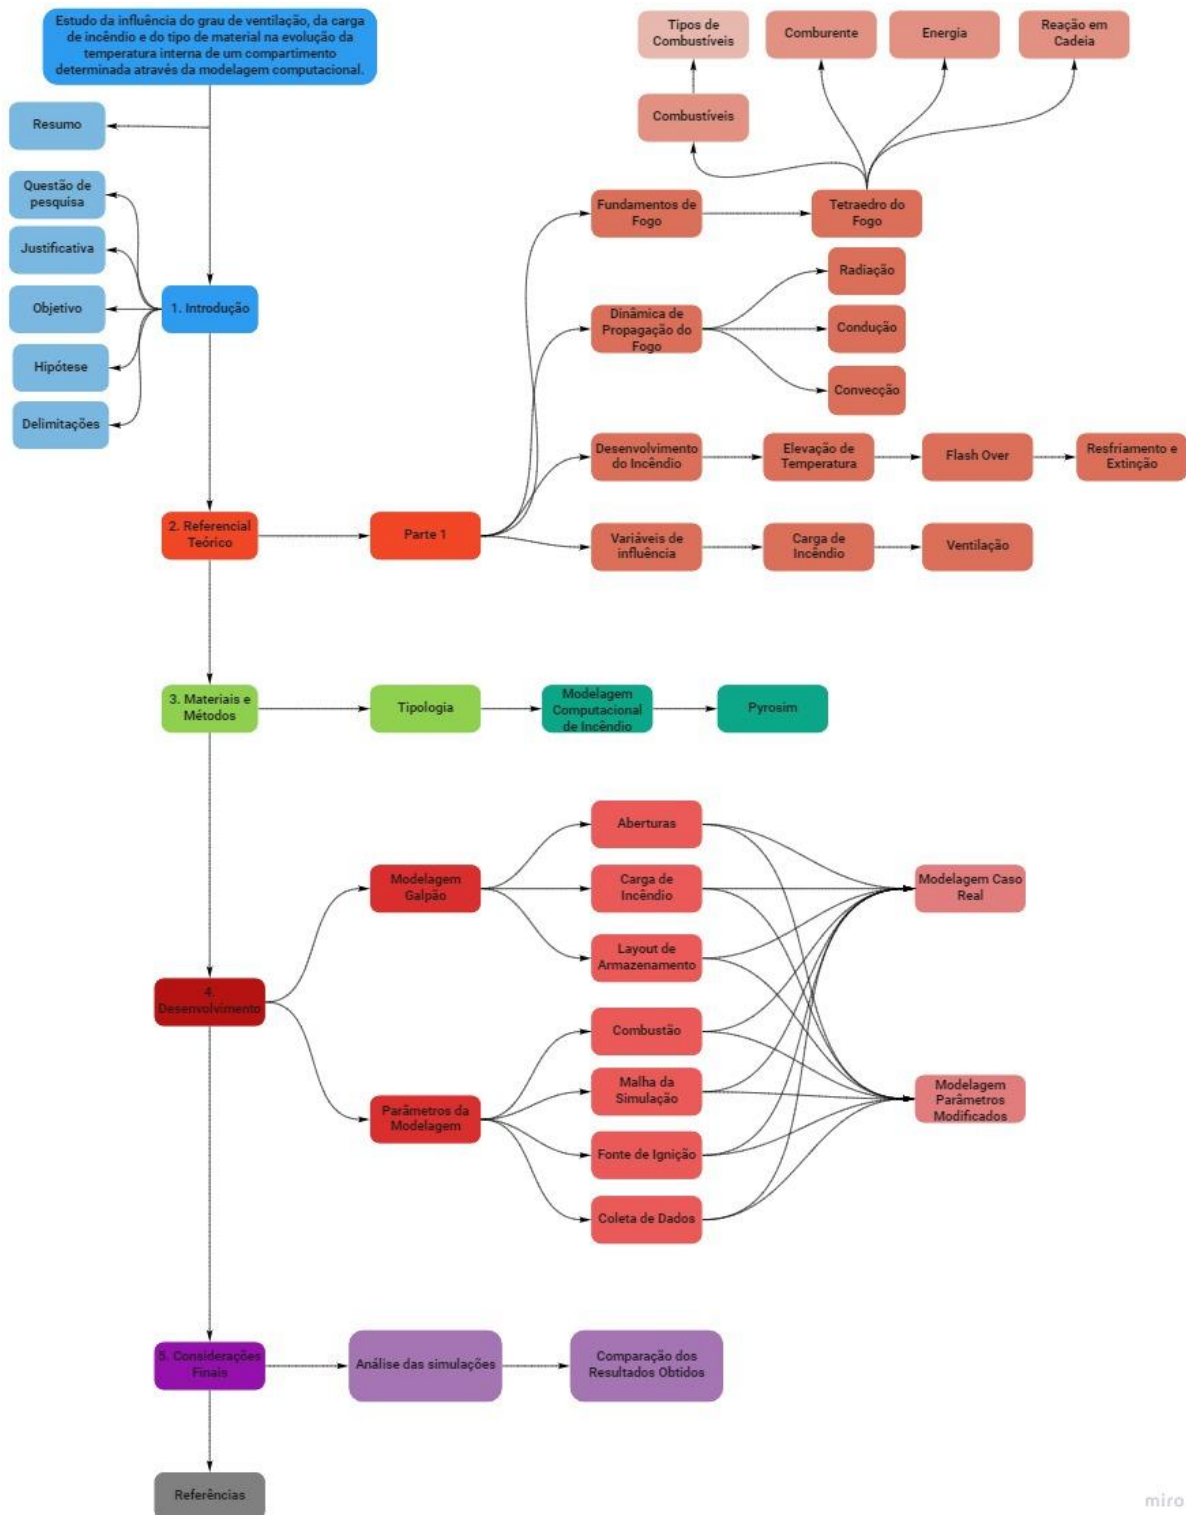 Estudo da influência do grau de ventilação, da carga
de incêndio e do tipo de material na evolução da
temperatura interna de um compartimento
determinada através da modelagem computacional.
Resumo
Questão de
pesquisa
Justificativa
Objetivo
Hipótese
Delimitações
1. Introdução
Tipos de
Combustíveis
Comburente
Energia
Reação em
Cadeia
Combustíveis
Fundamentos de
Fogo
Tetraedro do
Fogo
Dinâmica de
Propagação do
Fogo
Radiação
Condução
Convecção
Desenvolvimento
do Incêndio
Elevação de
Temperatura
Flash Over
Resfriamento e
Extinção
2. Referencial
Teórico
Parte 1
Variáveis de
influência
Carga de
Incêndio
Ventilação
3. Materiais e
Métodos
Tipologia
Modelagem
Computacional
de Incêndio
Pyrosim
4.
Desenvolvimento
Modelagem
Galpão
Aberturas
Carga de
Incêndio
Layout de
Armazenamento
Parâmetros da
Modelagem
Combustão
Malha da
Simulação
Fonte de Ignição
Coleta de Dados
Modelagem Caso
Real
Modelagem
Parâmetros
Modificados
5. Considerações
Finais
Análise das simulações
Comparação dos
Resultados Obtidos
Referências
miro